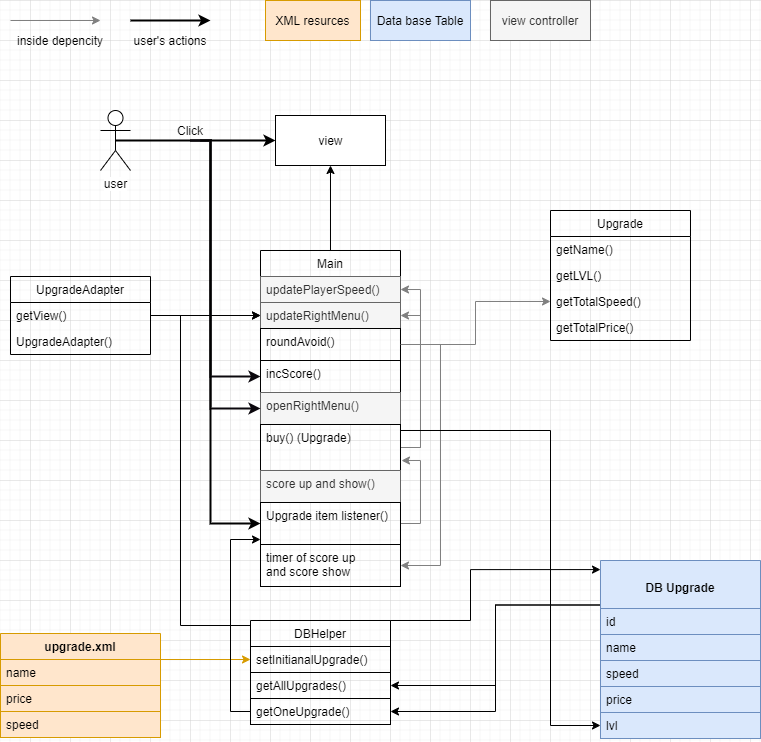 XML resurces
Data base Table
view controller
inside depencity
user's actions
Click
view
user
Main
updatePlayerSpeed()
updateRightMenu()
roundAvoid()
incScore()
openRightMenu()
buy() (Upgrade)
score up and show()
Upgrade item listener()
timer of score up
and score show
UpgradeAdapter
getView()
UpgradeAdapter()
Upgrade
getName()
getLVL()
getTotalSpeed()
getTotalPrice()
DBHelper
setInitianalUpgrade()
getAllUpgrades()
getOneUpgrade()
upgrade.xml
name
price
speed
DB Upgrade
id
name
speed
price
lvl